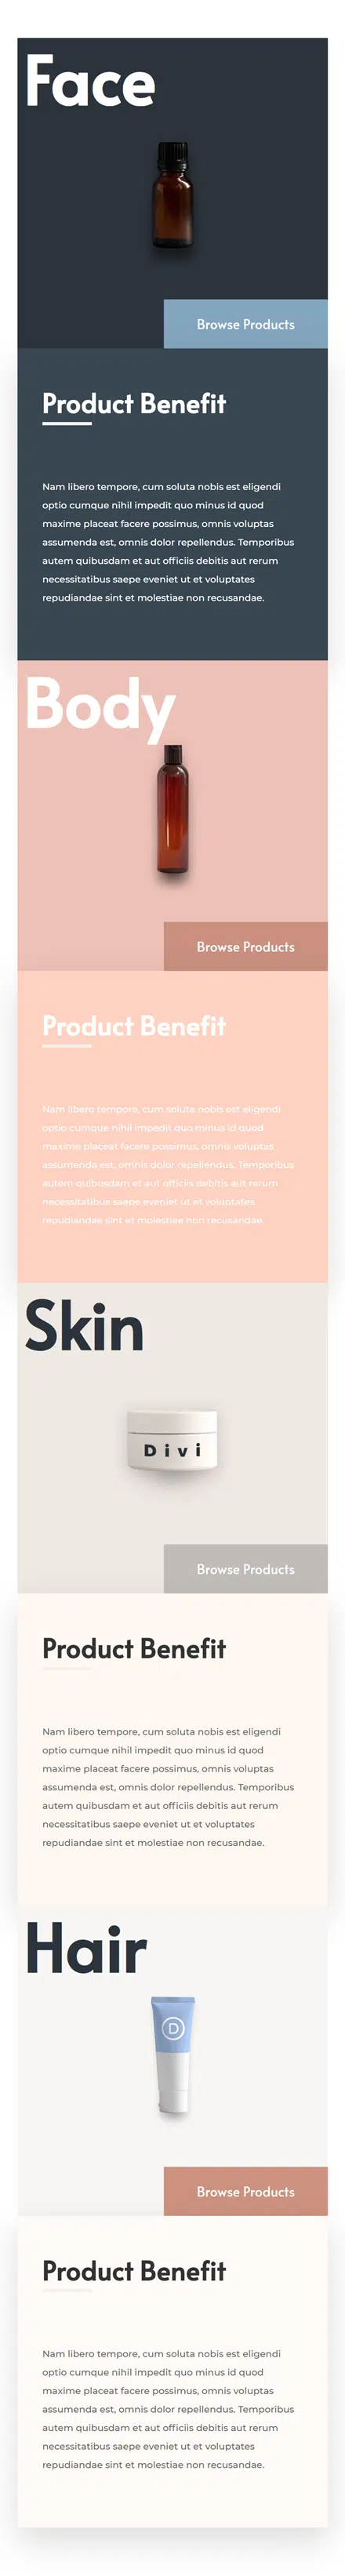 Face
Browse Products
Product Benefit
Nam libero tempore, cum soluta nobis est eligendi
optio cumque nihil impedit quo minus id quod
maxime placeat facere possimus, omnis voluptas
assumenda est, omnis dolor repellendus. Temporibus
autem quibusdam et aut officiis debitis aut rerum
necessitatibus saepe eveniet ut et voluptates
repudiandae sint et molestiae non recusandae.
Body
Browse Products
Product Benefit
Nam libero tempore, cum soluta nobis est eligendi
optio cumque nihil impedit quo minus id quod
maxime placeat facere possimus, omnis voluptas
assumenda est, omnis dolor repellendus. Temporibus
autem quibusdam et aut officiis debitis aut rerum
necessitatibus saepe eveniet ut et voluptates
repudiandae sint et molestiae non recusandae.
Skin
Divi
Browse Products
Product Benefit
Nam libero tempore, cum soluta nobis est eligendi
optio cumque nihil impedit quo minus id quod
maxime placeat facere possimus, omnis voluptas
assumenda est, omnis dolor repellendus. Temporibus
autem quibusdam et aut officiis debitis aut rerum
necessitatibus saepe eveniet ut et voluptates
repudiandae sint et molestiae non recusandae.
Hair
D
Browse Products
Product Benefit
Nam libero tempore, cum soluta nobis est eligendi
optio cumque nihil impedit quo minus id quod
maxime placeat facere possimus, omnis voluptas
assumenda est, omnis dolor repellendus. Temporibus
autem quibusdam et aut officiis debitis aut rerum
necessitatibus saepe eveniet ut et voluptates
repudiandae sint et molestiae non recusandae.